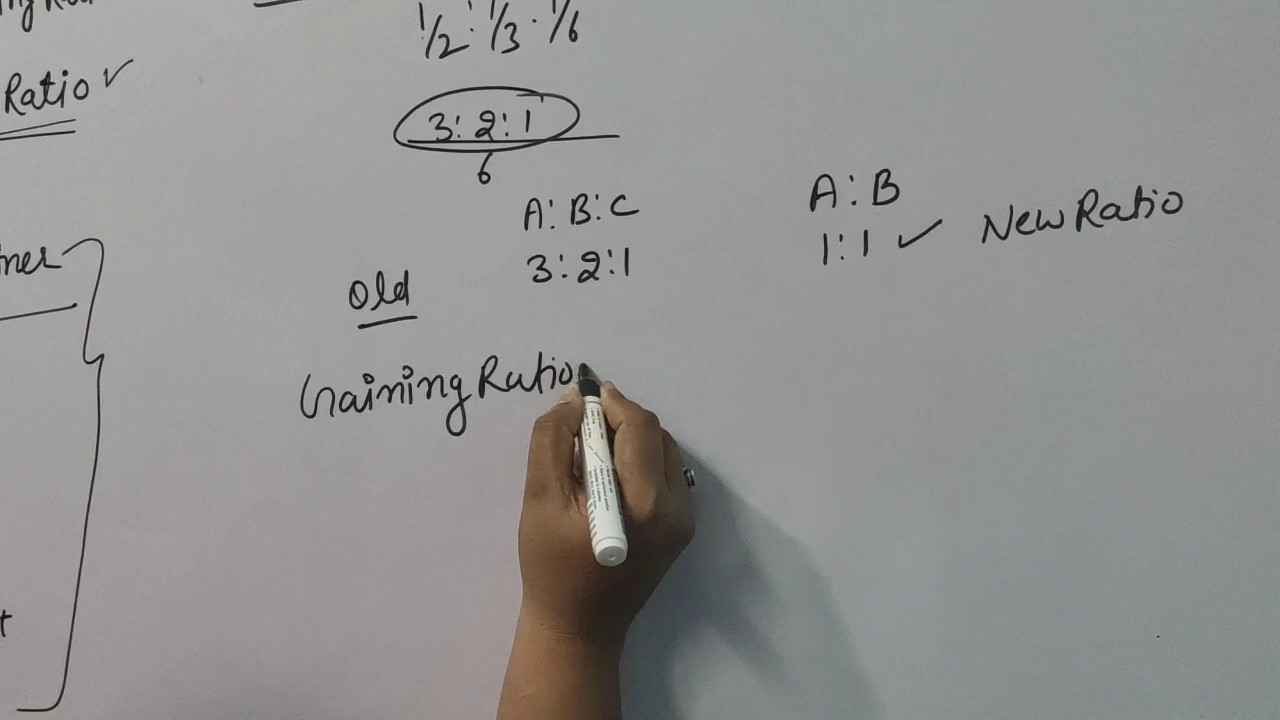 1/2 : 1/3 : 1/6
Ratio ✓
3 : 2 : 1
6
A : B : C
3 : 2 : 1
A : B
1 : 1 ✓ New Ratio
Old
Gaining Ratio